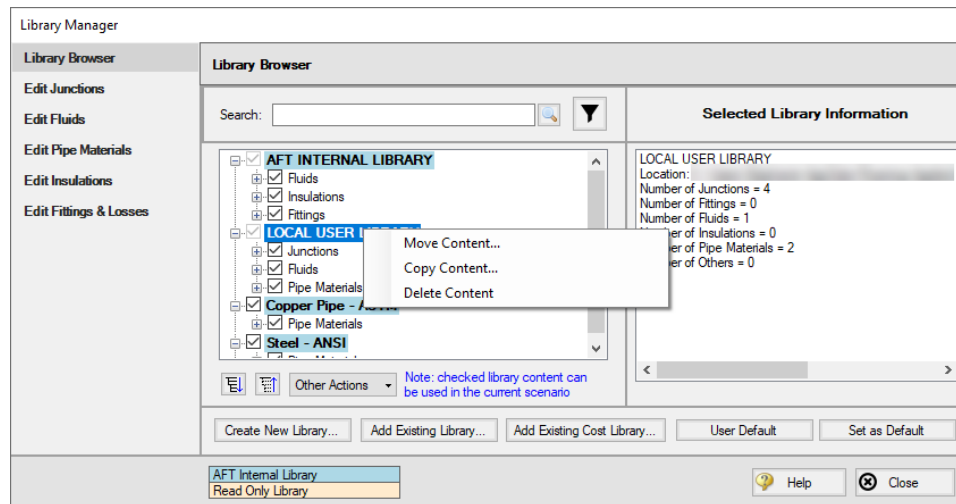 Library Manager
Library Browser
Edit Junctions
Edit Fluids
Edit Pipe Materials
Edit Insulations
Edit Fittings & Losses
Library Browser
Search:
AFT INTERNAL LIBRARY
Fluids
Insulations
Fittings
LOCAL USER
Junctions
Fluids
Pipe Materials
Copper Pipe -
Pipe Materials
Steel - ANSI
Move Content...
Copy Content...
Delete Content
Other Actions
Note: checked library content can
be used in the current scenario
Selected Library Information
LOCAL USER LIBRARY
Location:
Number of Junctions = 4
Number of Fittings = 0
Number of Fluids = 1
of Insulations = 0
of Pipe Materials = 2
of Others = 0
Create New Library...
Add Existing Library...
Add Existing Cost Library...
User Default
Set as Default
AFT Internal Library
Read Only Library
Help
Close